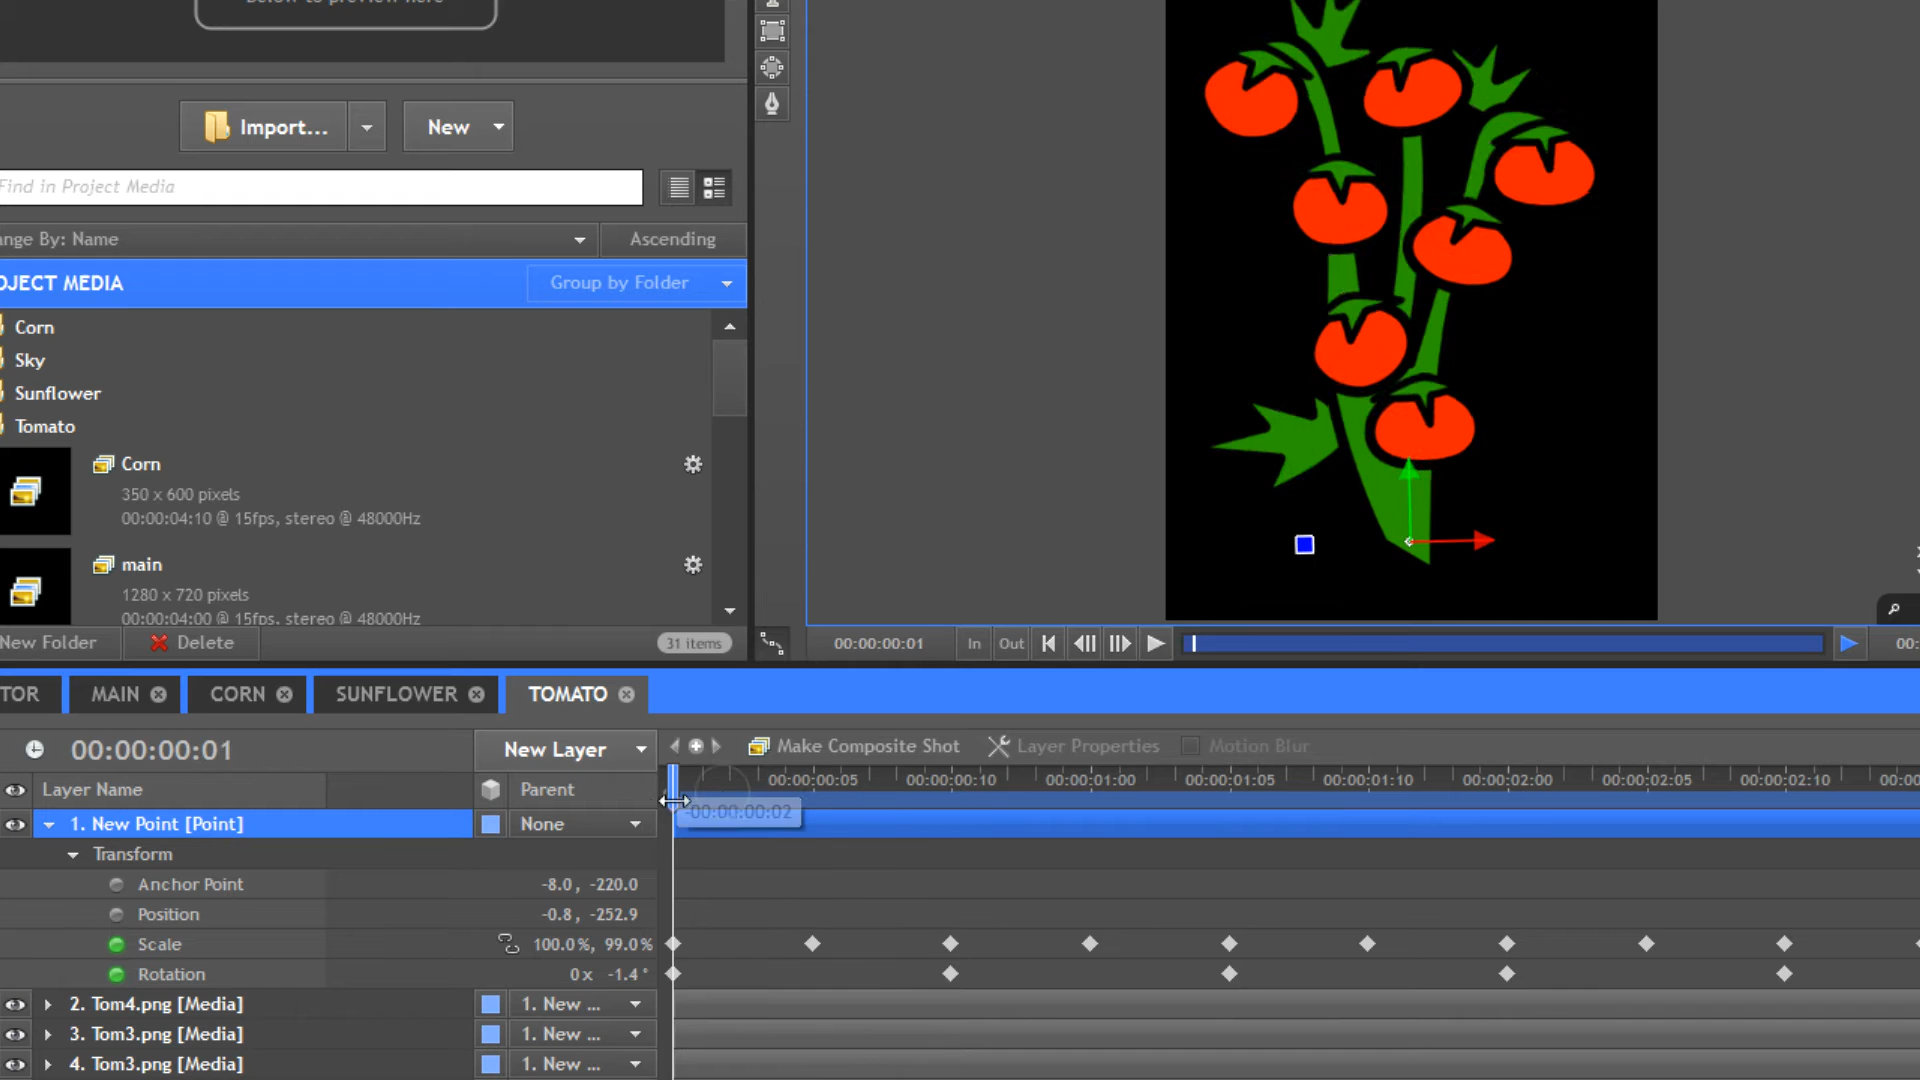 below to preview here
Import...
New
Find in Project Media
nge By: Name
Ascending
OJECT MEDIA
Group by Folder
Corn
Sky
Sunflower
Tomato
Corn
350 x 600 pixels
00:00:04:10 @ 15fps, stereo @ 48000Hz
main
1280 x 720 pixels
00:00:04:00 @ 15fps, stereo @ 48000Hz
New Folder
Delete
31 items
00:00:00:01
In
Out
00:
TOR
MAIN
CORN
SUNFLOWER
TOMATO
00:00:00:01
New Layer
Make Composite Shot
Layer Properties
Motion Blur
Layer Name
Parent
00:00:00:05
00:00:00:10
00:00:01:00
00:00:01:05
00:00:01:10
00:00:02:00
00:00:02:05
00:00:02:10
00:00
-00:00:00:02
1. New Point [Point]
None
Transform
Anchor Point
-8.0, -220.0
Position
-0.8, -252.9
Scale
100.0%, 99.0%
Rotation
0x -1.4°
2. Tom4.png [Media]
1. New ...
3. Tom3.png [Media]
1. New ...
4. Tom3.png [Media]
1. New ...